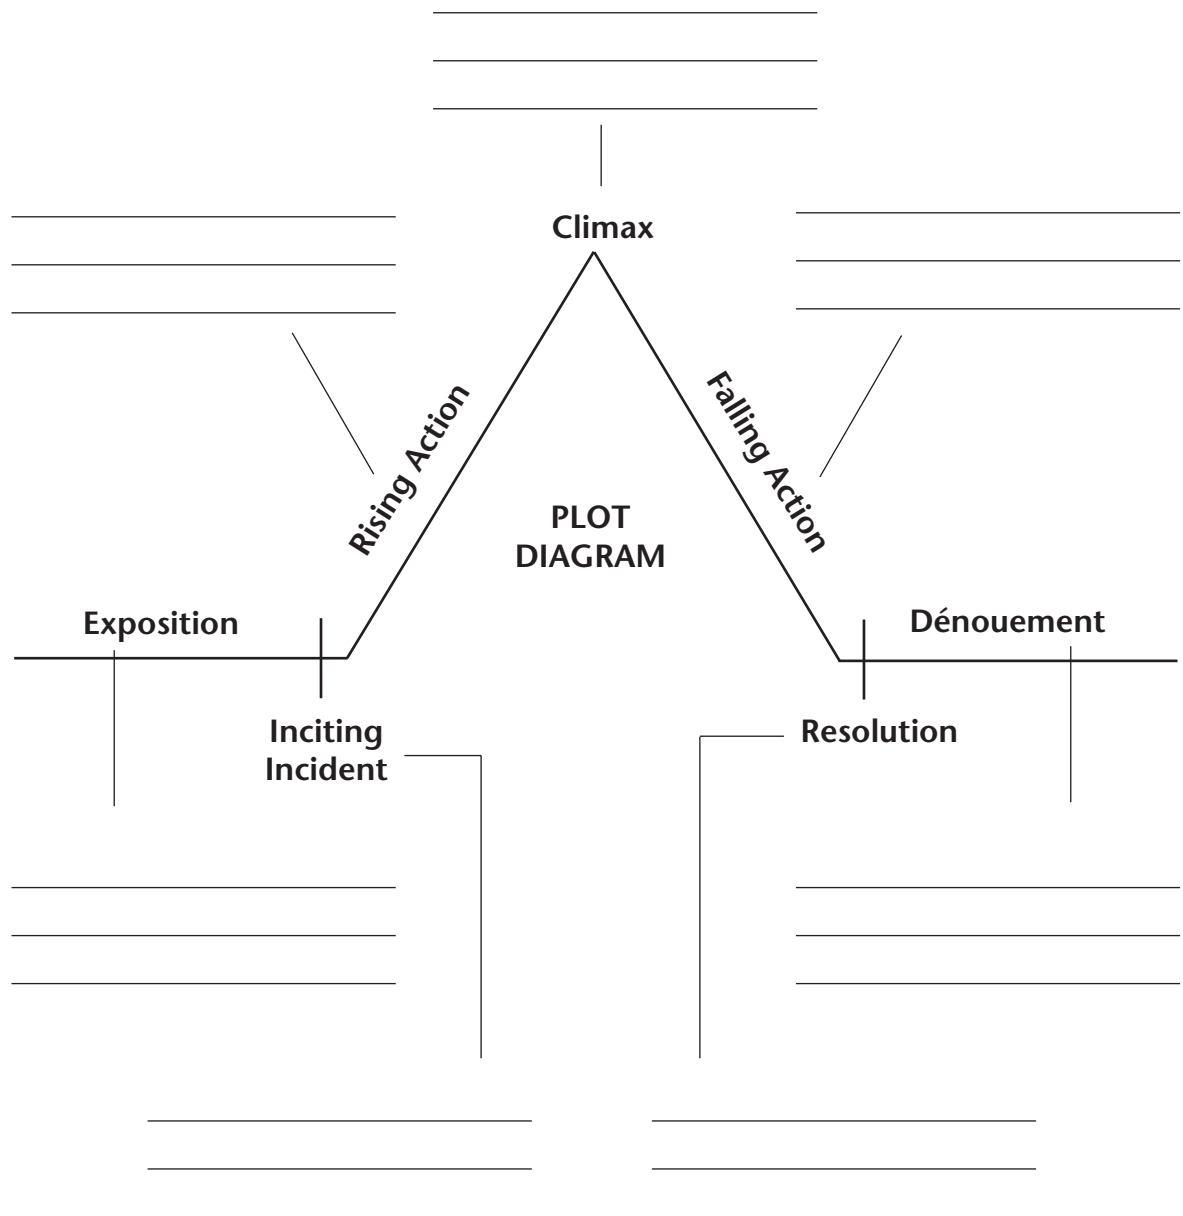 Climax
Rising Action
Falling Action
PLOT
DIAGRAM
Exposition
Dénouement
Inciting
Incident
Resolution